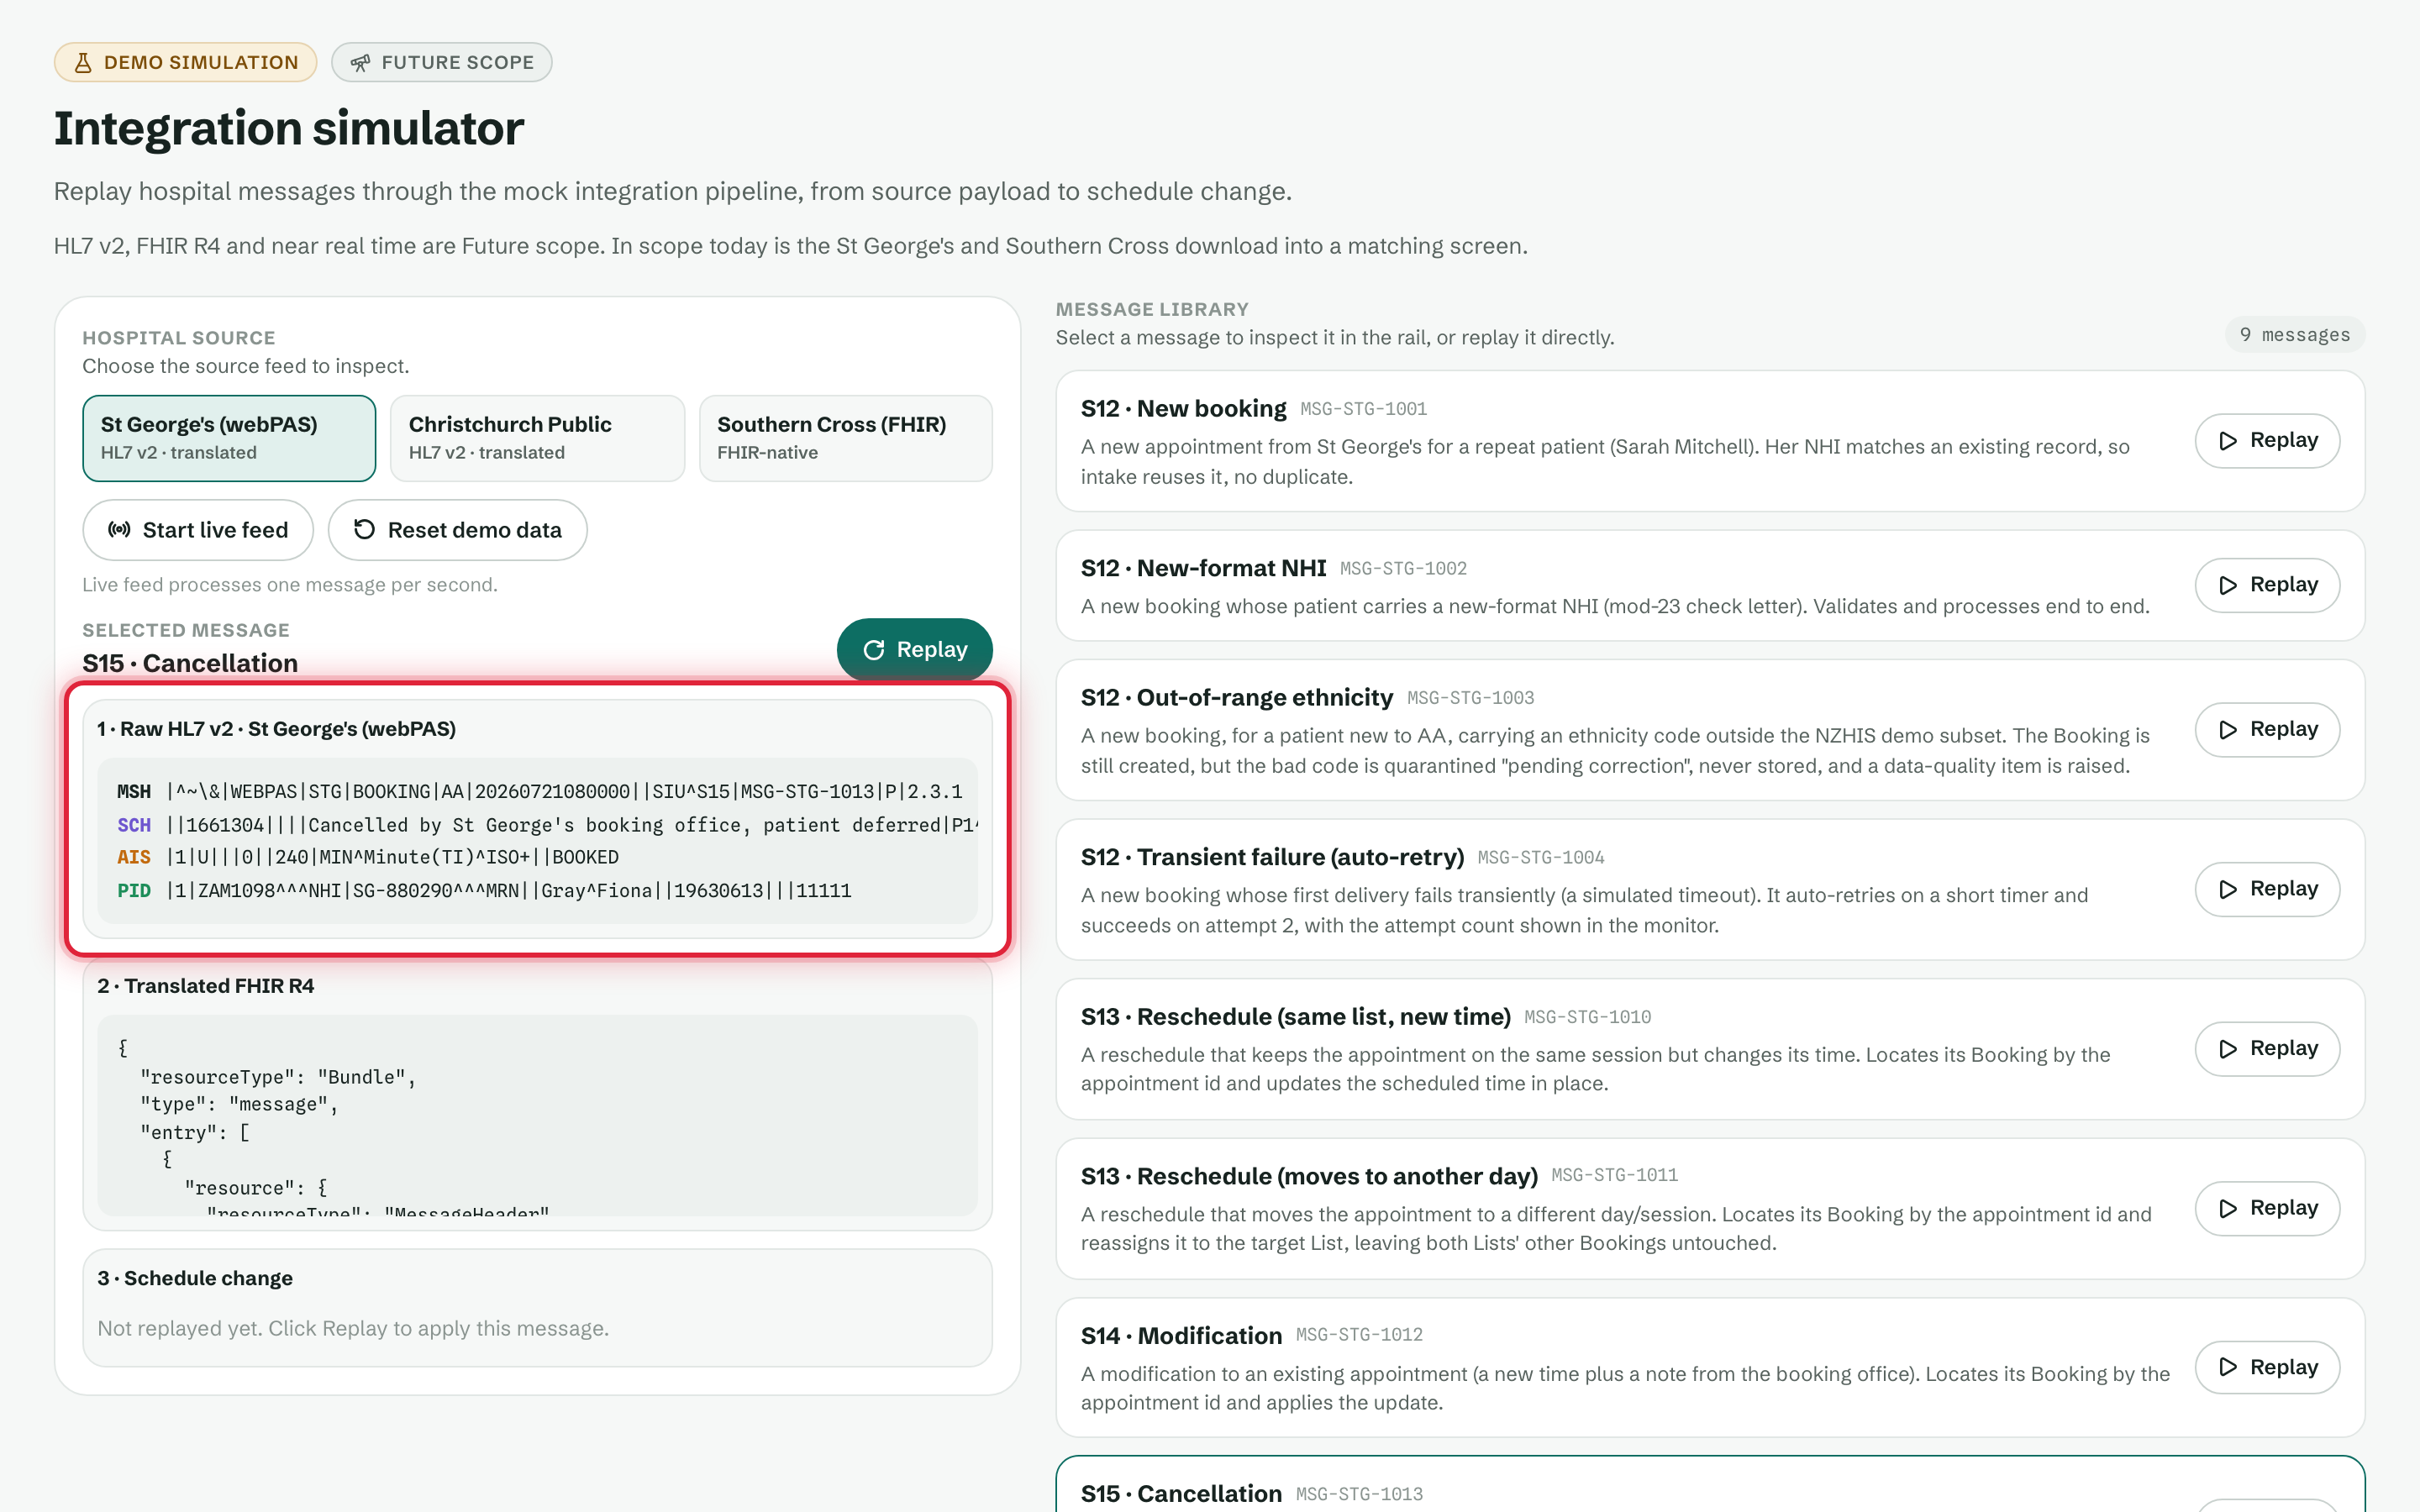 DEMO SIMULATION
FUTURE SCOPE
Integration simulator
Replay hospital messages through the mock integration pipeline, from source payload to schedule change.
HL7 v2, FHIR R4 and near real time are Future scope. In scope today is the St George's and Southern Cross download into a matching screen.
HOSPITAL SOURCE
Choose the source feed to inspect.
St George's (webPAS)
HL7 v2 · translated
Christchurch Public
HL7 v2 · translated
Southern Cross (FHIR)
FHIR-native
Start live feed
Reset demo data
Live feed processes one message per second.
SELECTED MESSAGE
S15 · Cancellation
Replay
1 · Raw HL7 v2 · St George's (webPAS)
MSH |^~\&|WEBPAS|STG|BOOKING|AA|20260721080000||SIU^S15|MSG-STG-1013|P|2.3.1
SCH ||1661304||||Cancelled by St George's booking office, patient deferred|P1^
AIS |1|U|||0||240|MIN^Minute(TI)^ISO+||BOOKED
PID |1|ZAM1098^^^NHI|SG-880290^^^MRN||Gray^Fiona||19630613|||11111
2 · Translated FHIR R4
{
"resourceType": "Bundle",
"type": "message",
"entry": [
{
"resource": {
"resourceType": "MessageHeader"
3 · Schedule change
Not replayed yet. Click Replay to apply this message.
MESSAGE LIBRARY
Select a message to inspect it in the rail, or replay it directly.
9 messages
S12 · New booking MSG-STG-1001
A new appointment from St George's for a repeat patient (Sarah Mitchell). Her NHI matches an existing record, so
intake reuses it, no duplicate.
Replay
S12 · New-format NHI MSG-STG-1002
A new booking whose patient carries a new-format NHI (mod-23 check letter). Validates and processes end to end.
Replay
S12 · Out-of-range ethnicity MSG-STG-1003
A new booking, for a patient new to AA, carrying an ethnicity code outside the NZHIS demo subset. The Booking is
still created, but the bad code is quarantined "pending correction", never stored, and a data-quality item is raised.
Replay
S12 · Transient failure (auto-retry) MSG-STG-1004
A new booking whose first delivery fails transiently (a simulated timeout). It auto-retries on a short timer and
succeeds on attempt 2, with the attempt count shown in the monitor.
Replay
S13 · Reschedule (same list, new time) MSG-STG-1010
A reschedule that keeps the appointment on the same session but changes its time. Locates its Booking by the
appointment id and updates the scheduled time in place.
Replay
S13 · Reschedule (moves to another day) MSG-STG-1011
A reschedule that moves the appointment to a different day/session. Locates its Booking by the appointment id and
reassigns it to the target List, leaving both Lists' other Bookings untouched.
Replay
S14 · Modification MSG-STG-1012
A modification to an existing appointment (a new time plus a note from the booking office). Locates its Booking by the
appointment id and applies the update.
Replay
S15 · Cancellation MSG-STG-1013